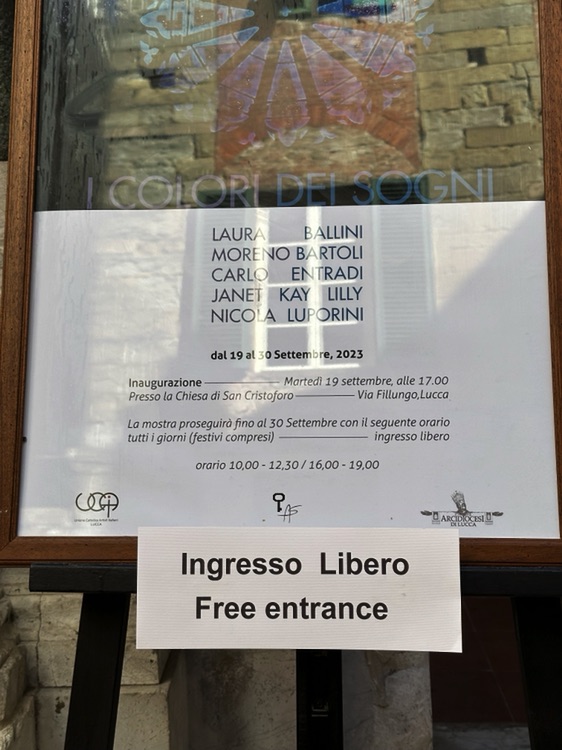 I COLORI DEI SOGNI
LAURA BALLINI
MORENO BARTOLI
CARLO ENTRADI
JANET KAY LILLY
NICOLA LUPORINI
dal 19 al 30 Settembre, 2023
Inaugurazione Martedì 19 settembre, alle 17.00
Presso la Chiesa di San Cristoforo Via Fillungo,Lucca
La mostra proseguirà fino al 30 Settembre con il seguente orario
tutti i giorni (festivi compresi) ingresso libero
orario 10,00 - 12,30 / 16,00 - 19,00
UCAI
LUCCA
ARCIDIOCESI
DI LUCCA
Ingresso Libero
Free entrance